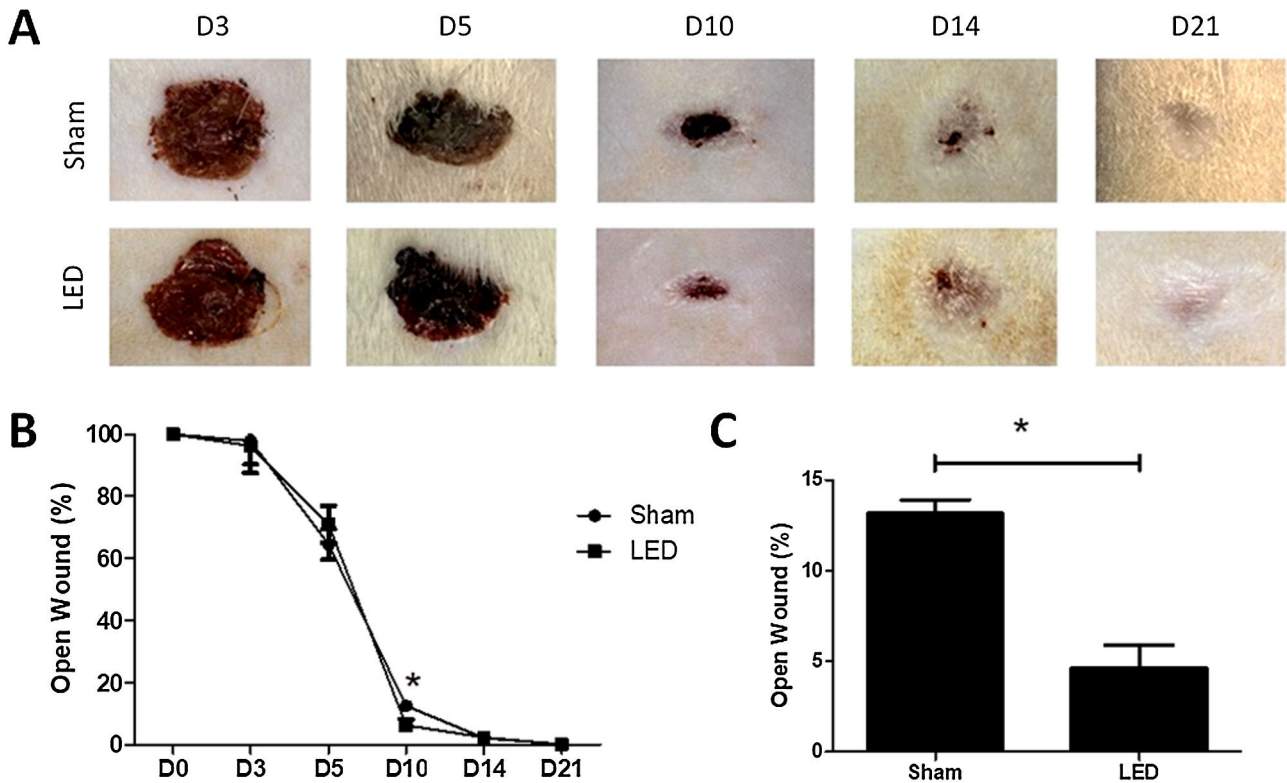 A
D3 D5 D10 D14 D21
Sham
LED
B
Open Wound (%)
100
80
60
40
20
0
*
D0 D3 D5 D10 D14 D21
Sham
LED
C
*
Open Wound (%)
15
10
5
0
Sham LED